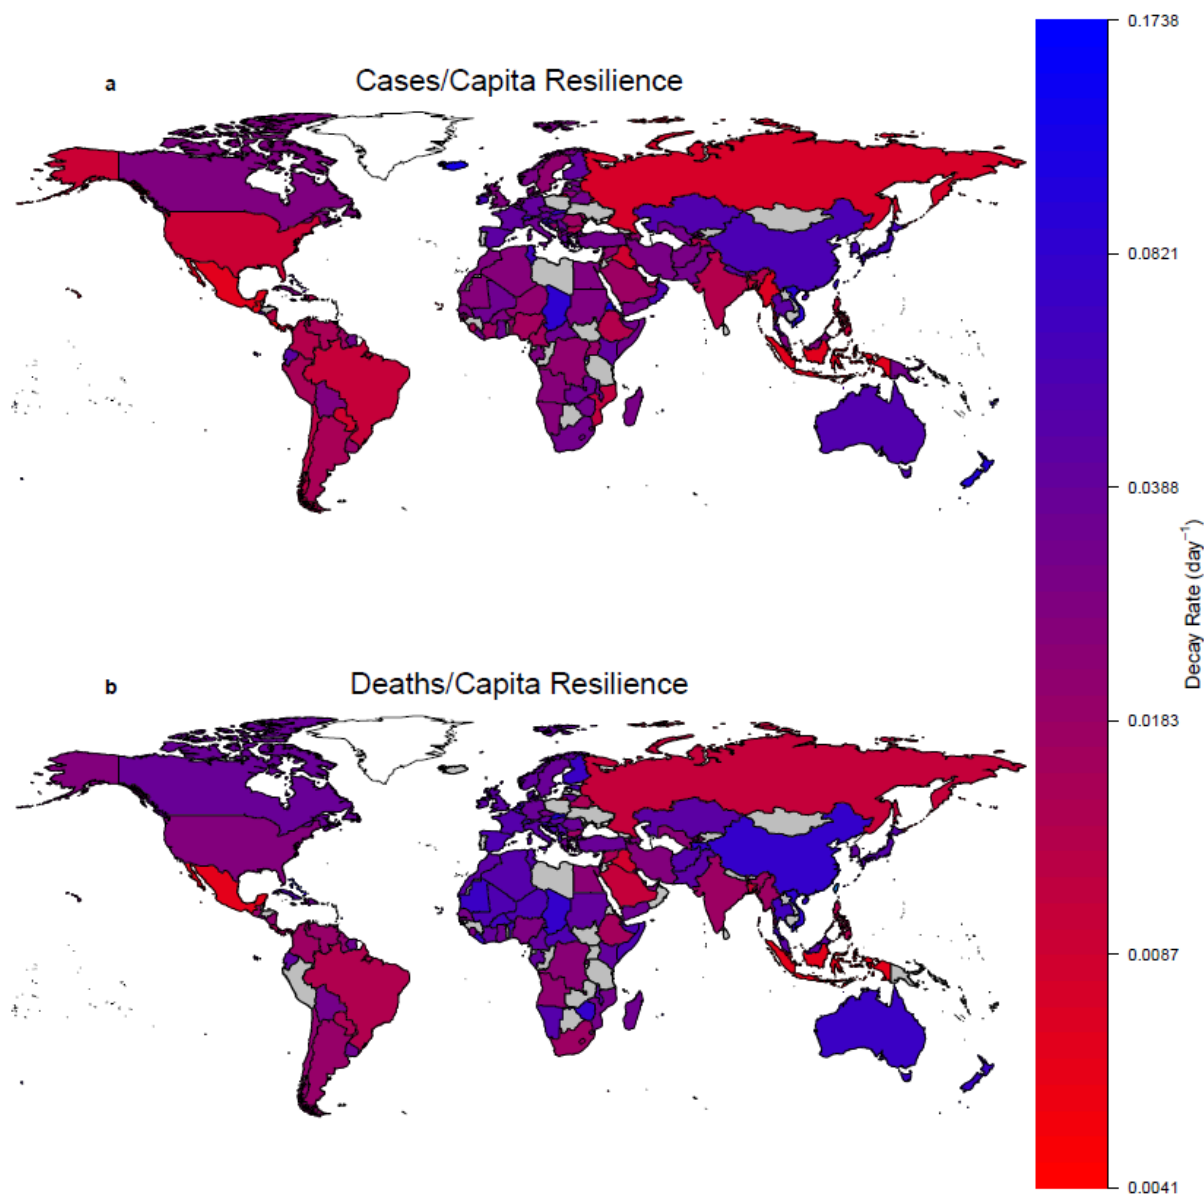 a
Cases/Capita Resilience
b
Deaths/Capita Resilience
0.1738
0.0821
0.0388
0.0183
0.0087
0.0041
Decay Rate (day⁻¹)